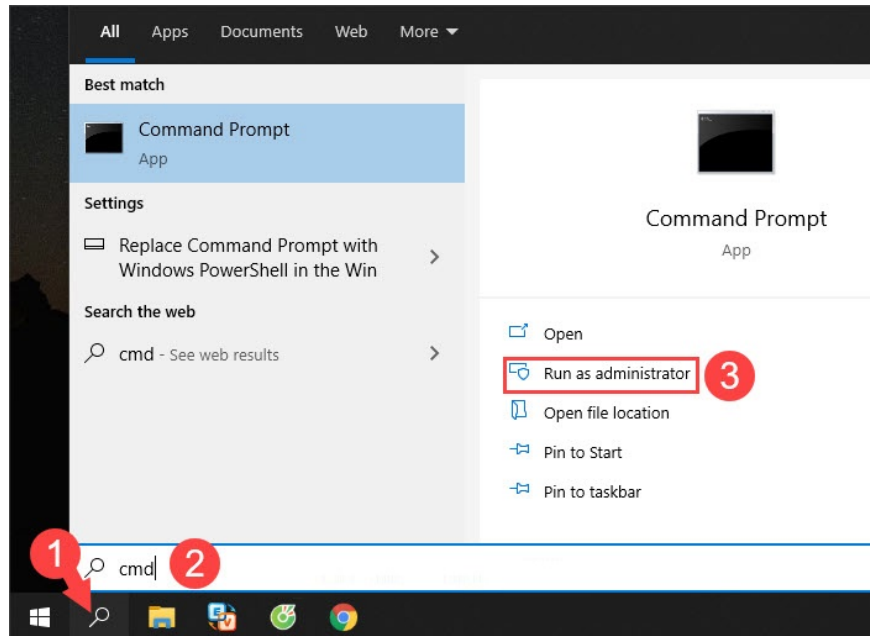 All Apps Documents Web More
Best match
Command Prompt
App
Settings
Replace Command Prompt with
Windows PowerShell in the Win
Search the web
cmd - See web results
Command Prompt
App
Open
Run as administrator
3
Open file location
Pin to Start
Pin to taskbar
1
cmd
2